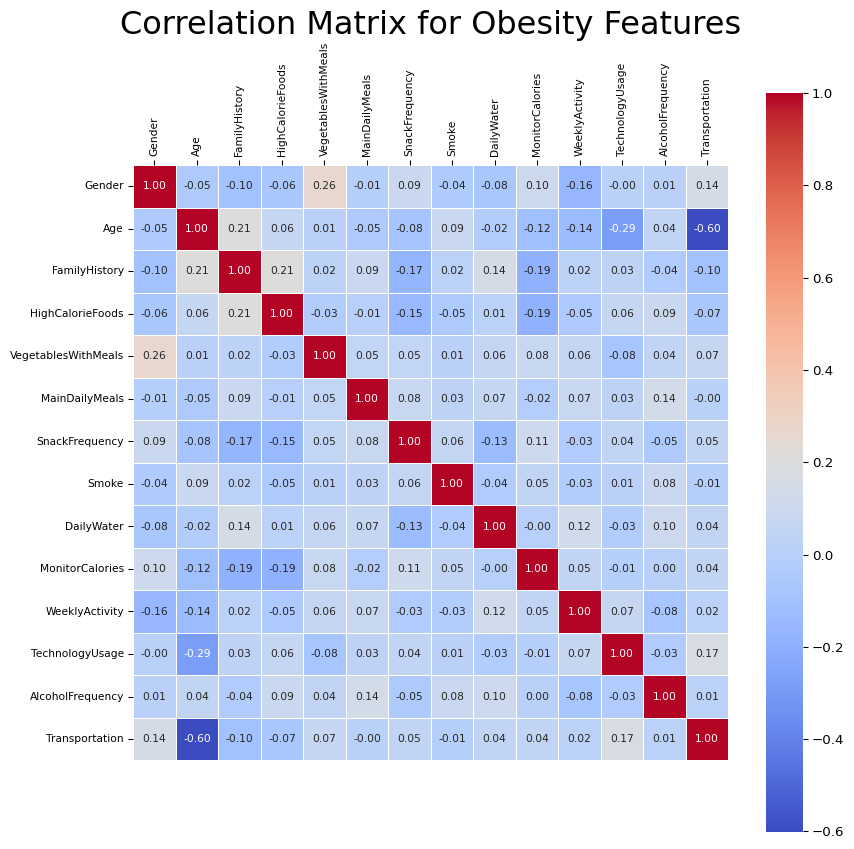 Correlation Matrix for Obesity Features
Gender Age FamilyHistory HighCalorieFoods VegetablesWithMeals MainDailyMeals SnackFrequency Smoke DailyWater MonitorCalories WeeklyActivity TechnologyUsage AlcoholFrequency Transportation
Gender 1.00 -0.05 -0.10 -0.06 0.26 -0.01 0.09 -0.04 -0.08 0.10 -0.16 -0.00 0.01 0.14
Age -0.05 1.00 0.21 0.06 0.01 -0.05 -0.08 0.09 -0.02 -0.12 -0.14 -0.29 0.04 -0.60
FamilyHistory -0.10 0.21 1.00 0.21 0.02 0.09 -0.17 0.02 0.14 -0.19 0.02 0.03 -0.04 -0.10
HighCalorieFoods -0.06 0.06 0.21 1.00 -0.03 -0.01 -0.15 -0.05 0.01 -0.19 -0.05 0.06 0.09 -0.07
VegetablesWithMeals 0.26 0.01 0.02 -0.03 1.00 0.05 0.05 0.01 0.06 0.08 0.06 -0.08 0.04 0.07
MainDailyMeals -0.01 -0.05 0.09 -0.01 0.05 1.00 0.08 0.03 0.07 -0.02 0.07 0.03 0.14 -0.00
SnackFrequency 0.09 -0.08 -0.17 -0.15 0.05 0.08 1.00 0.06 -0.13 0.11 -0.03 0.04 -0.05 0.05
Smoke -0.04 0.09 0.02 -0.05 0.01 0.03 0.06 1.00 -0.04 0.05 -0.03 0.01 0.08 -0.01
DailyWater -0.08 -0.02 0.14 0.01 0.06 0.07 -0.13 -0.04 1.00 -0.00 0.12 -0.03 0.10 0.04
MonitorCalories 0.10 -0.12 -0.19 -0.19 0.08 -0.02 0.11 0.05 -0.00 1.00 0.05 -0.01 0.00 0.04
WeeklyActivity -0.16 -0.14 0.02 -0.05 0.06 0.07 -0.03 -0.03 0.12 0.05 1.00 0.07 -0.08 0.02
TechnologyUsage -0.00 -0.29 0.03 0.06 -0.08 0.03 0.04 0.01 -0.03 -0.01 0.07 1.00 -0.03 0.17
AlcoholFrequency 0.01 0.04 -0.04 0.09 0.04 0.14 -0.05 0.08 0.10 0.00 -0.08 -0.03 1.00 0.01
Transportation 0.14 -0.60 -0.10 -0.07 0.07 -0.00 0.05 -0.01 0.04 0.04 0.02 0.17 0.01 1.00
1.0
0.8
0.6
0.4
0.2
0.0
−0.2
−0.4
−0.6